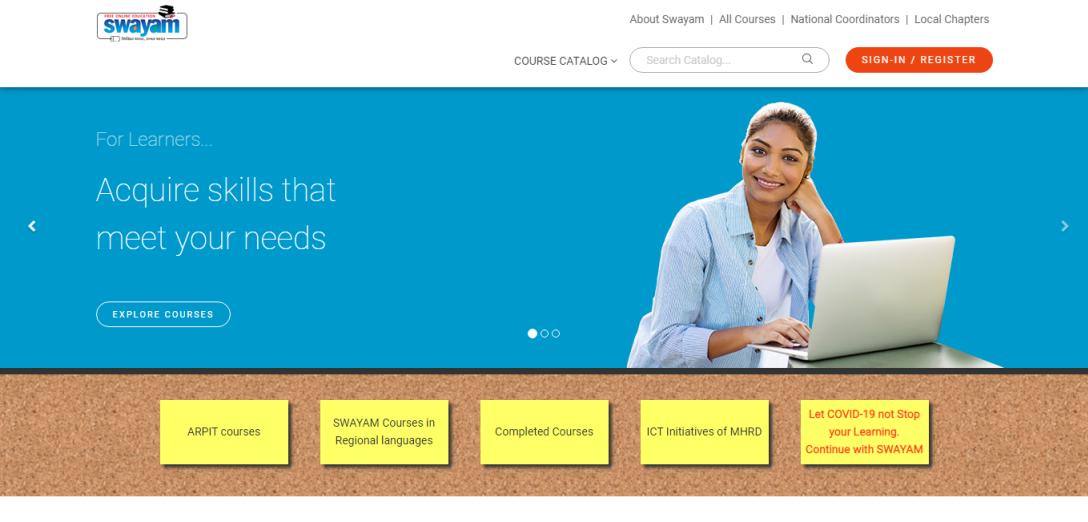 FREE ONLINE EDUCATION
swayam
About Swayam | All Courses | National Coordinators | Local Chapters
COURSE CATALOG
Search Catalog...
SIGN-IN / REGISTER
For Learners...
Acquire skills that
meet your needs
EXPLORE COURSES
ARPIT courses
SWAYAM Courses in
Regional languages
Completed Courses
ICT Initiatives of MHRD
Let COVID-19 not Stop
your Learning.
Continue with SWAYAM